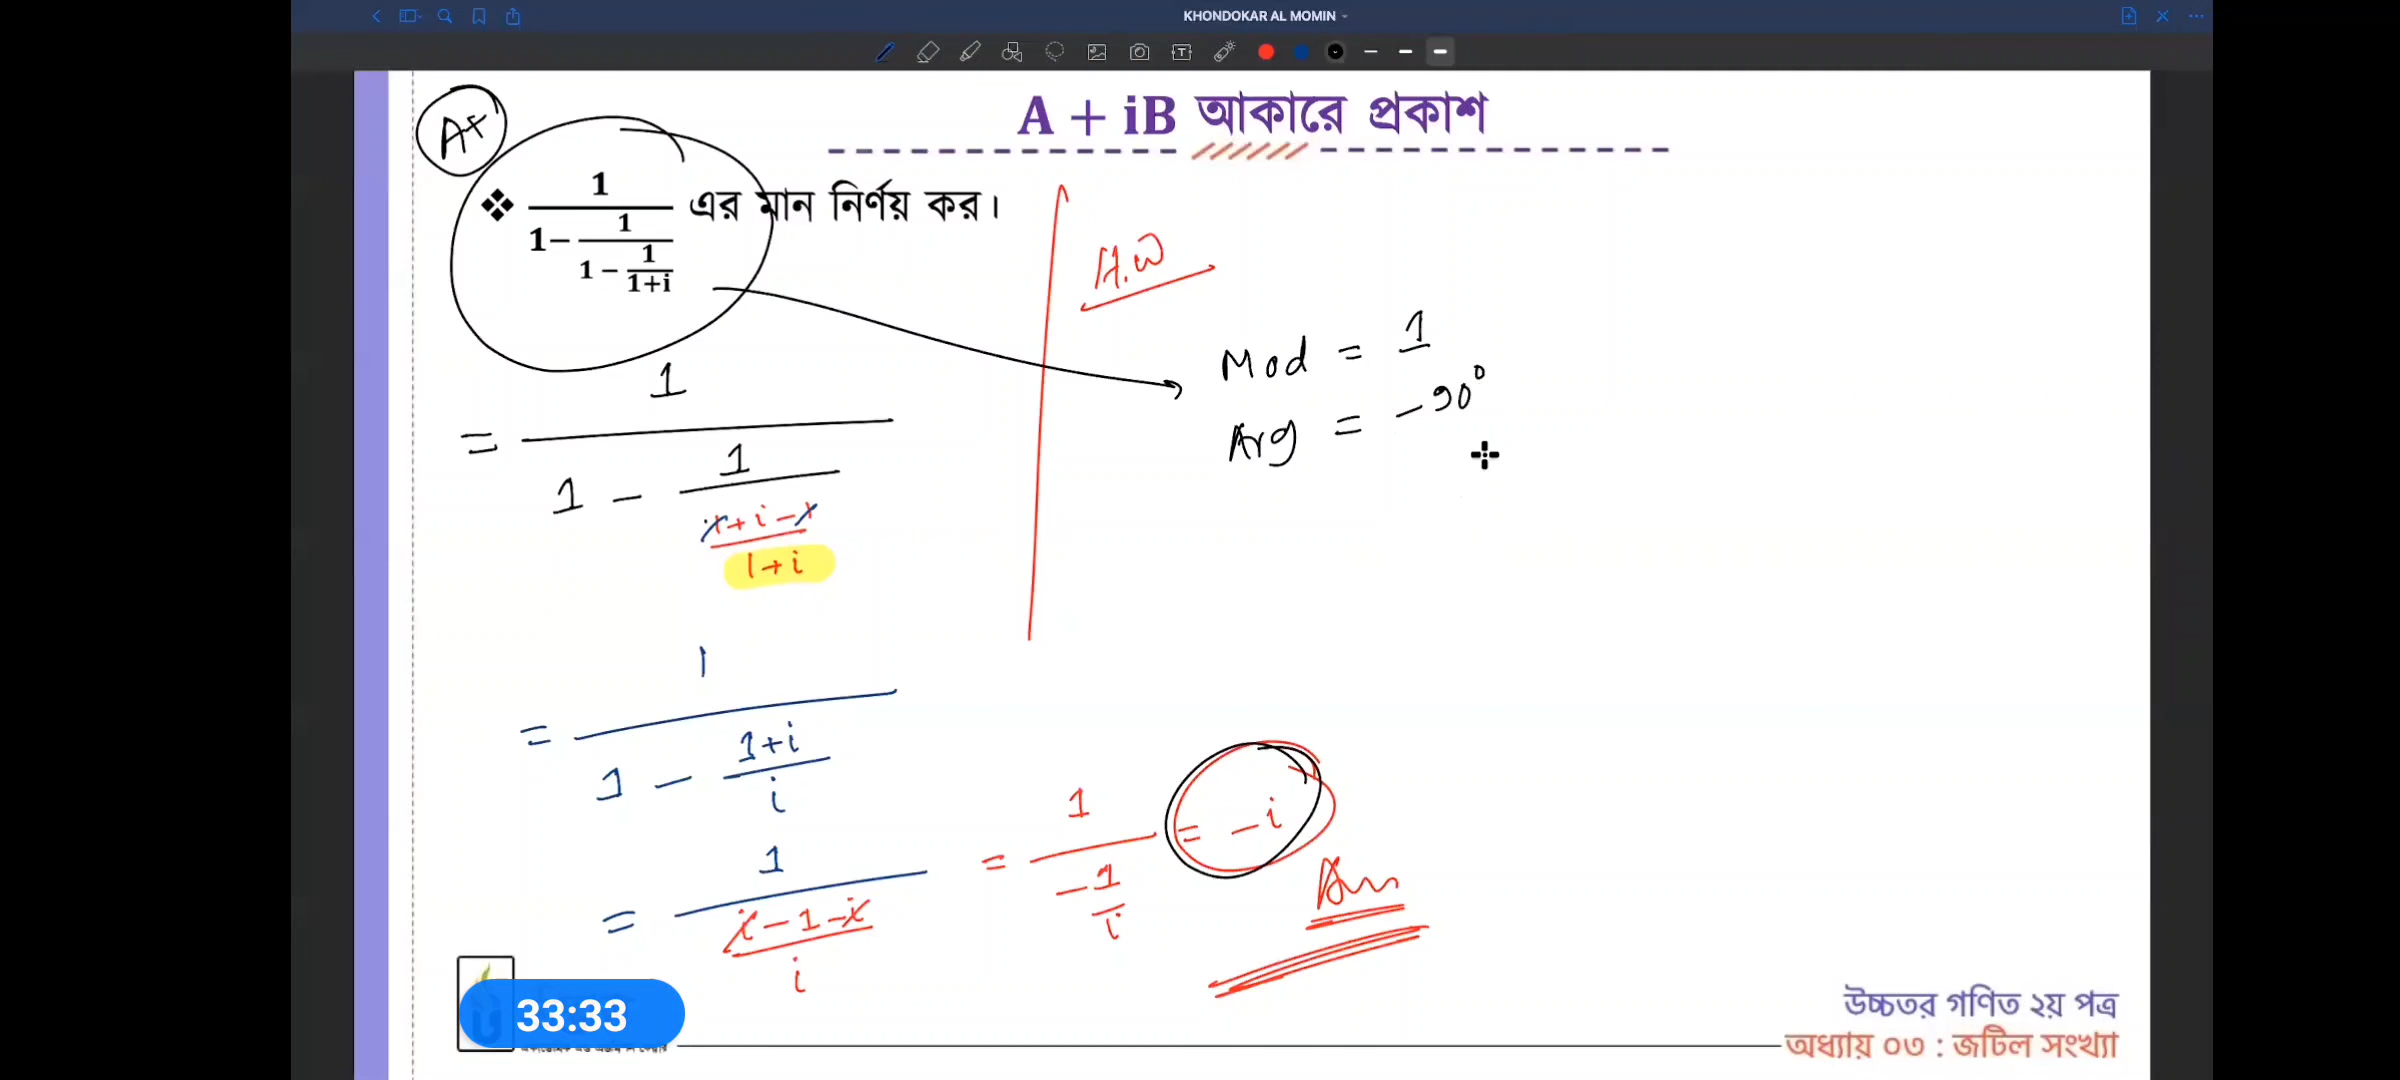 KHONDOKAR AL MOMIN
A + iB আকারে প্রকাশ
A+
❖ 1 / (1 − 1 / (1 − 1 / (1+i))) এর মান নির্ণয় কর।
H.W
Mod = 1
Arg = −90°
= 1 / (1 − 1 / ((1+i−1) / (1+i)))
= 1 / (1 − (1+i) / i)
= 1 / ((i−1−i) / i) = 1 / (−1/i) = −i
Ans
33:33
উচ্চতর গণিত ২য় পত্র
অধ্যায় ০৩ : জটিল সংখ্যা